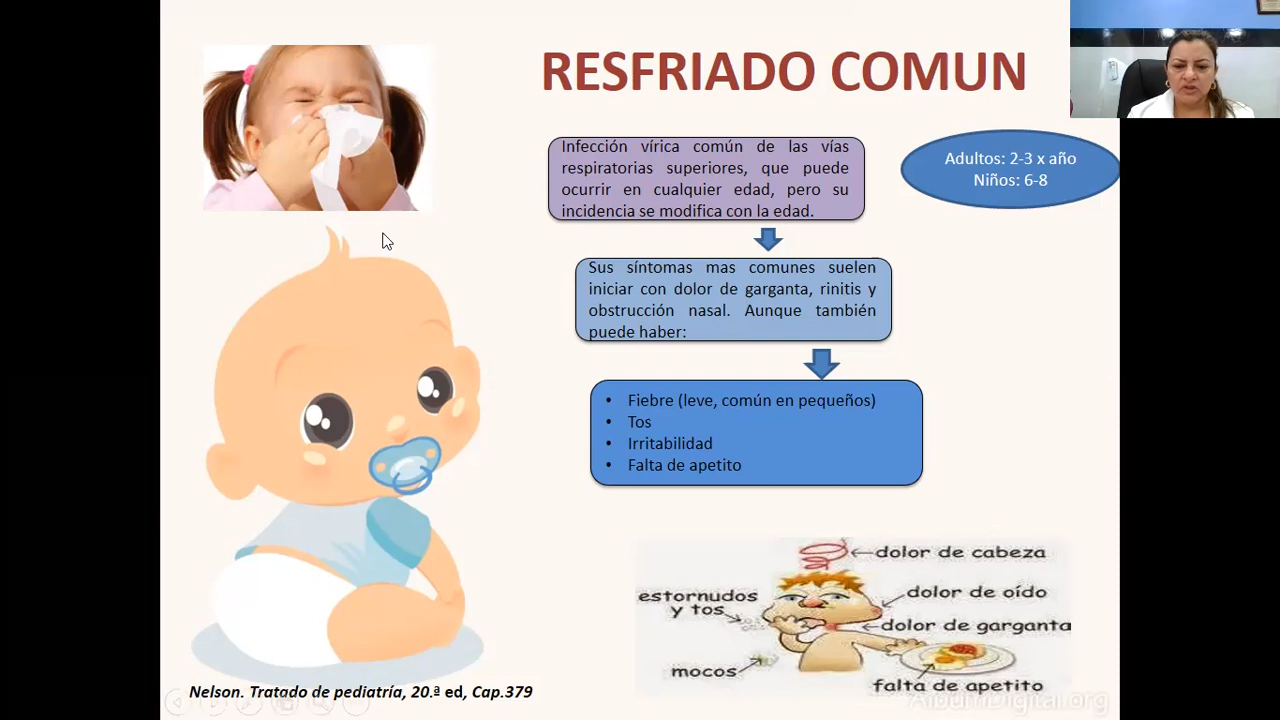 RESFRIADO COMUN
Infección vírica común de las vías
respiratorias superiores, que puede
ocurrir en cualquier edad, pero su
incidencia se modifica con la edad.
Adultos: 2-3 x año
Niños: 6-8
Sus síntomas mas comunes suelen
iniciar con dolor de garganta, rinitis y
obstrucción nasal. Aunque también
puede haber:
• Fiebre (leve, común en pequeños)
• Tos
• Irritabilidad
• Falta de apetito
dolor de cabeza
estornudos
y tos
dolor de oído
dolor de garganta
mocos
falta de apetito
AlbumDigital.org
Nelson. Tratado de pediatría, 20.ª ed, Cap.379